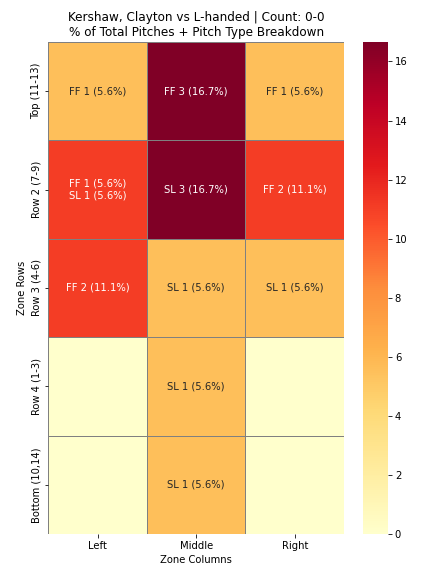 Kershaw, Clayton vs L-handed | Count: 0-0
% of Total Pitches + Pitch Type Breakdown
Zone Rows
Top (11-13)
FF 1 (5.6%)
FF 3 (16.7%)
FF 1 (5.6%)
Row 2 (7-9)
FF 1 (5.6%)
SL 1 (5.6%)
SL 3 (16.7%)
FF 2 (11.1%)
Row 3 (4-6)
FF 2 (11.1%)
SL 1 (5.6%)
SL 1 (5.6%)
Row 4 (1-3)
SL 1 (5.6%)
Bottom (10,14)
SL 1 (5.6%)
Left
Middle
Right
Zone Columns
16
14
12
10
8
6
4
2
0